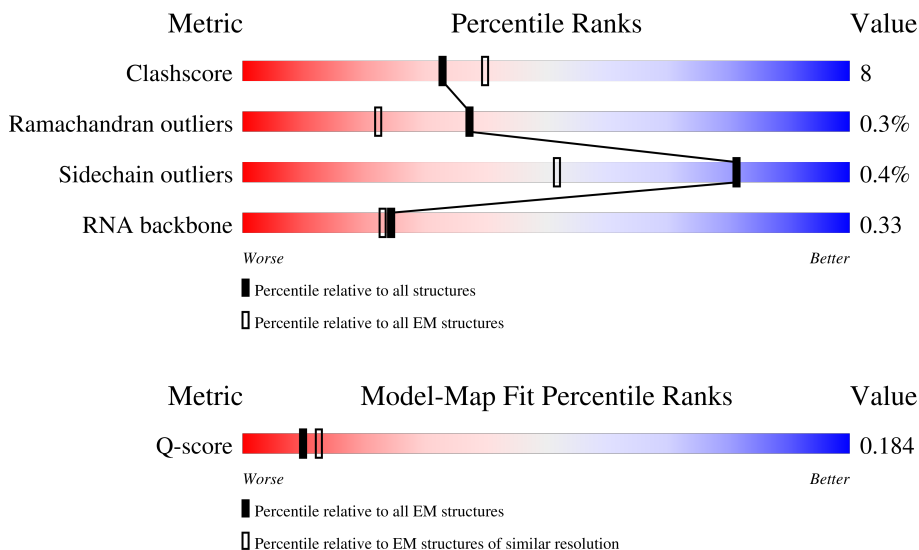 Metric Percentile Ranks Value
Clashscore 8
Ramachandran outliers 0.3%
Sidechain outliers 0.4%
RNA backbone 0.33
Worse Better
Percentile relative to all structures
Percentile relative to all EM structures
Metric Model-Map Fit Percentile Ranks Value
Q-score 0.184
Worse Better
Percentile relative to all EM structures
Percentile relative to EM structures of similar resolution